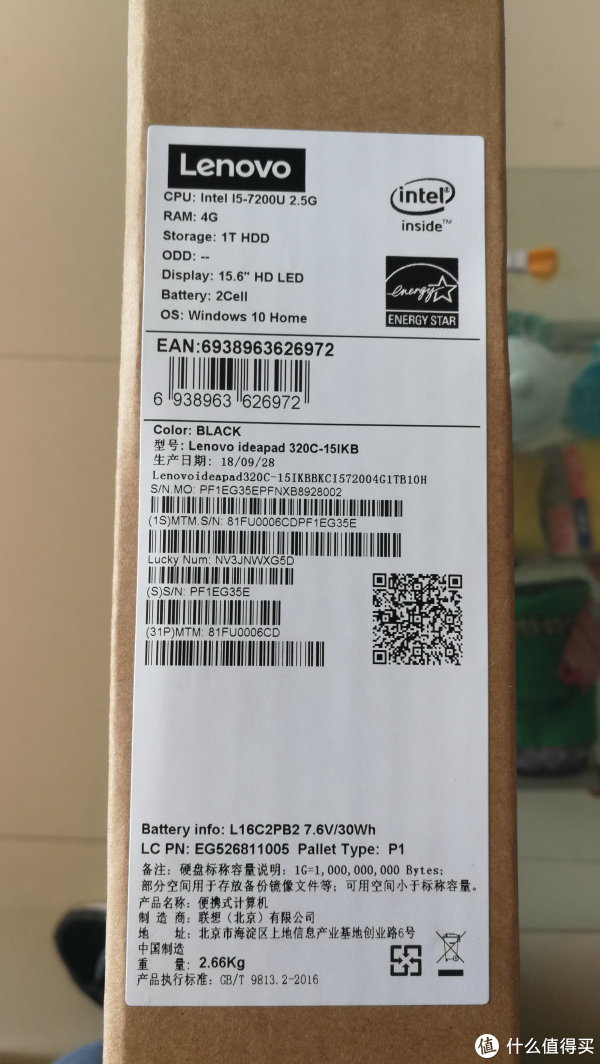 Lenovo
CPU: Intel I5-7200U 2.5G
RAM: 4G
Storage: 1T HDD
ODD: --
Display: 15.6" HD LED
Battery: 2Cell
OS: Windows 10 Home
intel®
inside™
energy
ENERGY STAR
EAN:6938963626972
6 938963 626972
Color: BLACK
型号: Lenovo ideapad 320C-15IKB
生产日期: 18/09/28
Lenovoideapad320C-15IKBBKCI572004G1TB10H
S/N.MO: PF1EG35EPFNXB8928002
(1S)MTM.S/N: 81FU0006CDPF1EG35E
Lucky Num: NV3JNWXG5D
(S)S/N: PF1EG35E
(31P)MTM: 81FU0006CD
Battery info: L16C2PB2 7.6V/30Wh
LC PN: EG526811005 Pallet Type: P1
备注: 硬盘标称容量说明: 1G=1,000,000,000 Bytes;
部分空间用于存放备份镜像文件等; 可用空间小于标称容量。
产品名称: 便携式计算机
制 造 商: 联想（北京）有限公司
地 址: 北京市海淀区上地信息产业基地创业路6号
中国制造
重 量: 2.66Kg
产品执行标准: GB/T 9813.2-2016
值 什么值得买